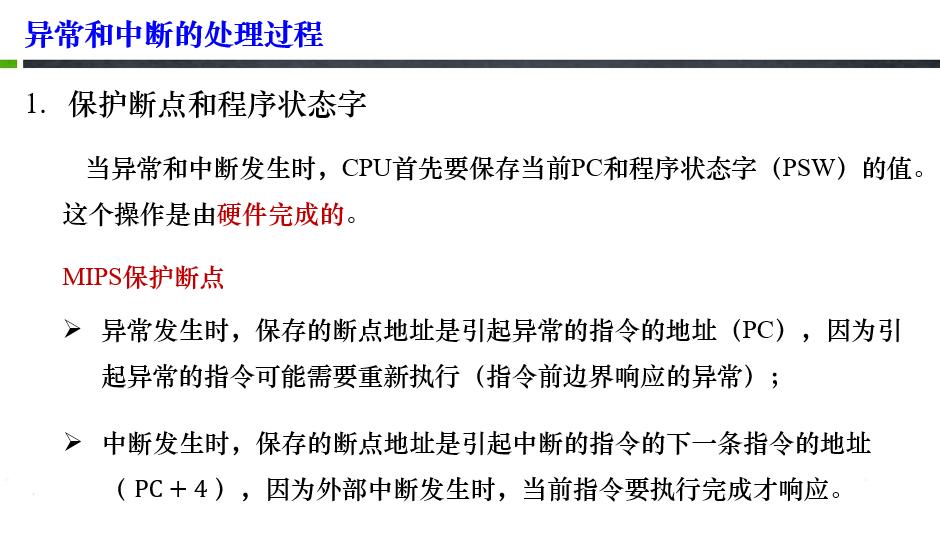 异常和中断的处理过程
1. 保护断点和程序状态字
当异常和中断发生时，CPU首先要保存当前PC和程序状态字（PSW）的值。
这个操作是由硬件完成的。
MIPS保护断点
➢ 异常发生时，保存的断点地址是引起异常的指令的地址（PC），因为引
起异常的指令可能需要重新执行（指令前边界响应的异常）；
➢ 中断发生时，保存的断点地址是引起中断的指令的下一条指令的地址
（PC + 4），因为外部中断发生时，当前指令要执行完成才响应。